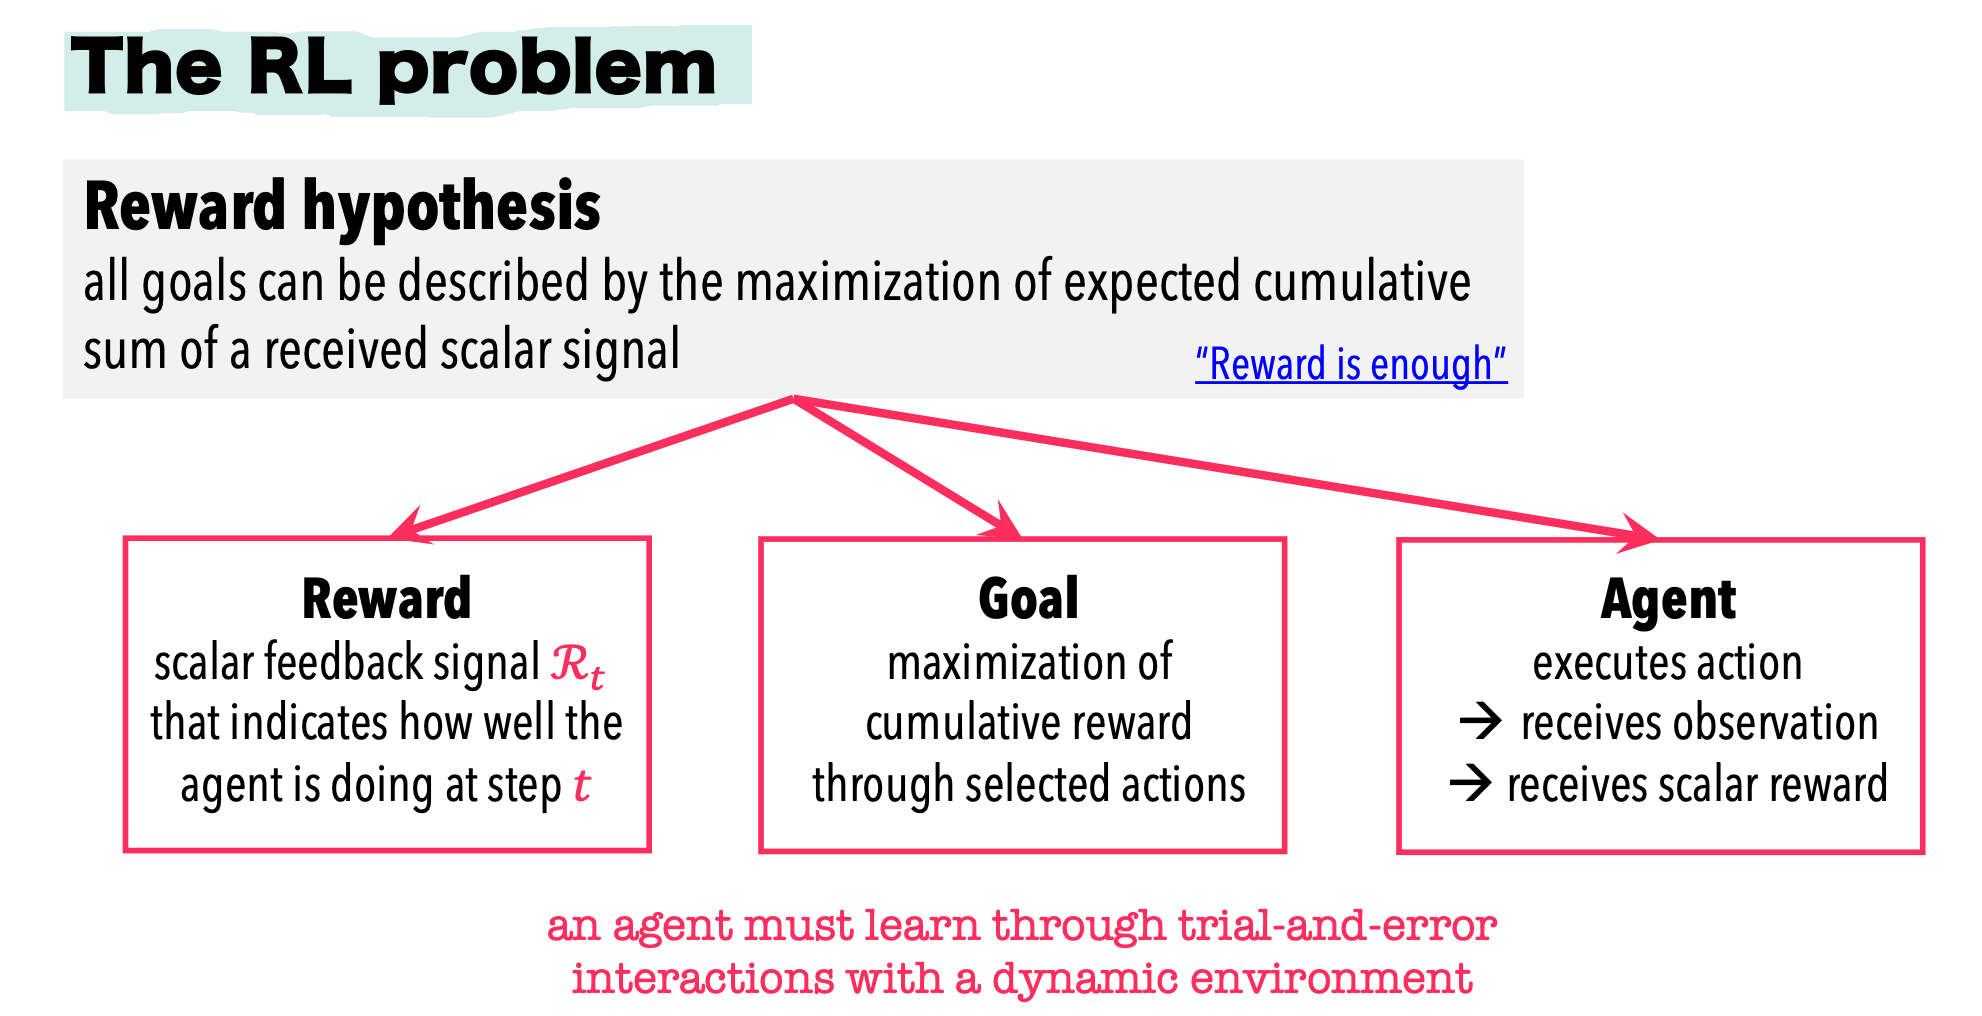 The RL problem
Reward hypothesis
all goals can be described by the maximization of expected cumulative
sum of a received scalar signal
“Reward is enough”
Reward
scalar feedback signal ℛₜ
that indicates how well the
agent is doing at step t
Goal
maximization of
cumulative reward
through selected actions
Agent
executes action
→ receives observation
→ receives scalar reward
an agent must learn through trial-and-error
interactions with a dynamic environment